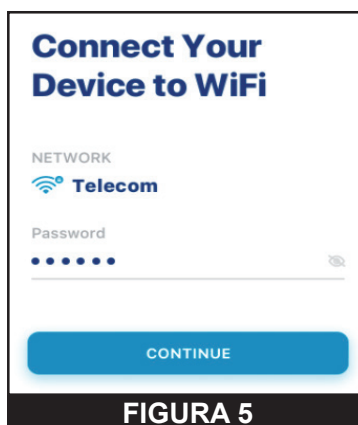 Connect Your
Device to WiFi
NETWORK
Telecom
Password
••••••
CONTINUE
FIGURA 5